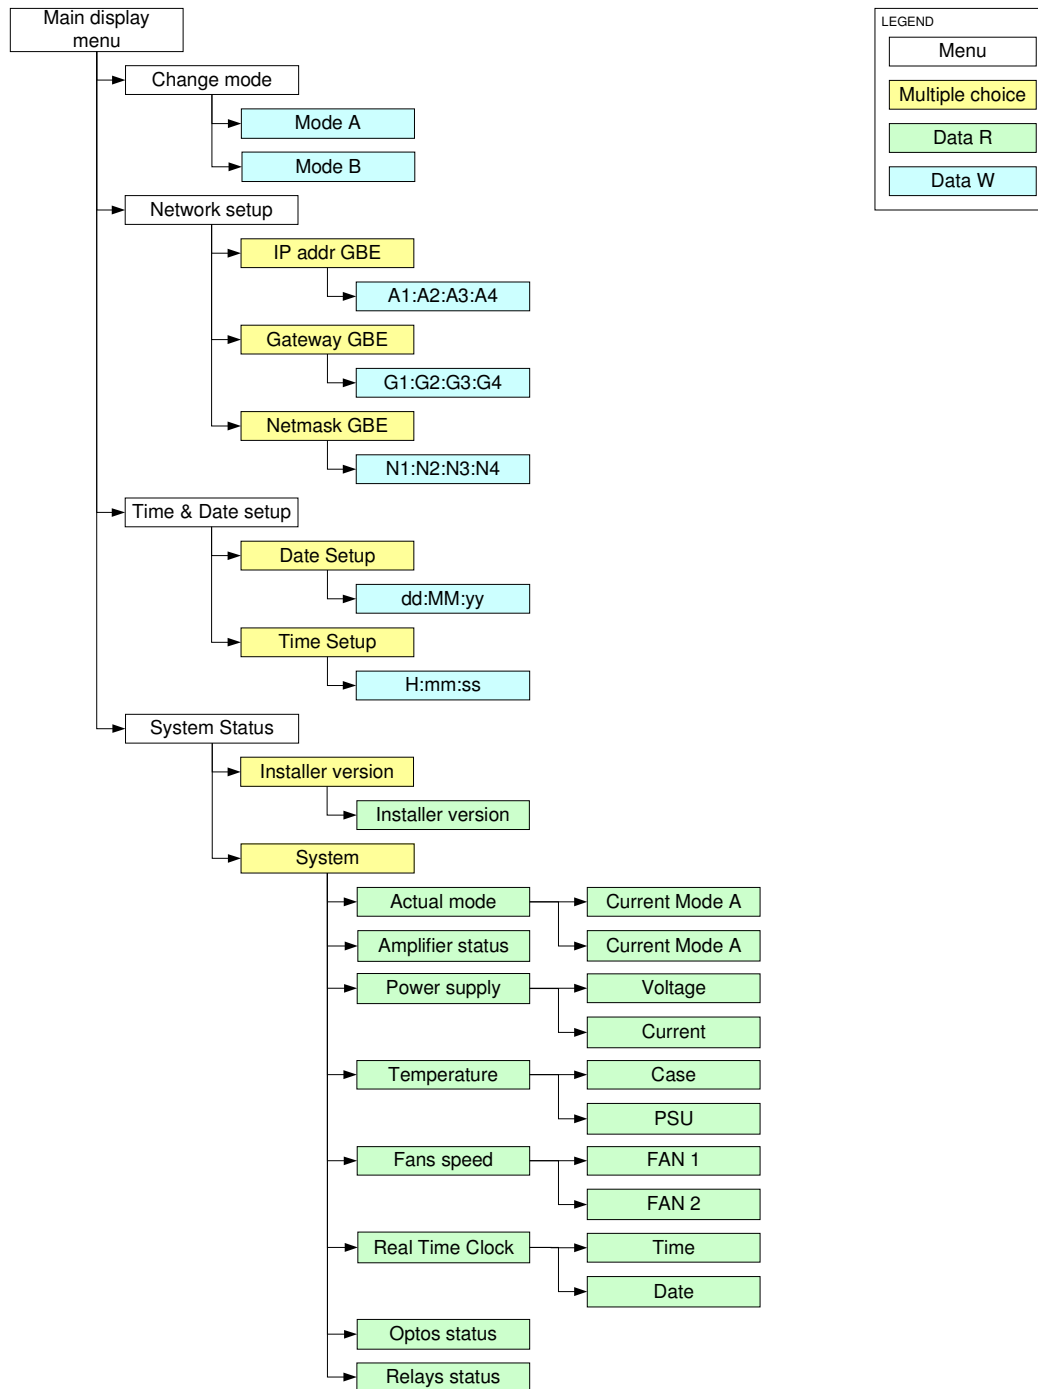 Main display
menu
Change mode
Mode A
Mode B
Network setup
IP addr GBE
A1:A2:A3:A4
Gateway GBE
G1:G2:G3:G4
Netmask GBE
N1:N2:N3:N4
Time & Date setup
Date Setup
dd:MM:yy
Time Setup
H:mm:ss
System Status
Installer version
Installer version
System
Actual mode
Current Mode A
Amplifier status
Current Mode A
Power supply
Voltage
Current
Temperature
Case
PSU
Fans speed
FAN 1
FAN 2
Real Time Clock
Time
Date
Optos status
Relays status
LEGEND
Menu
Multiple choice
Data R
Data W